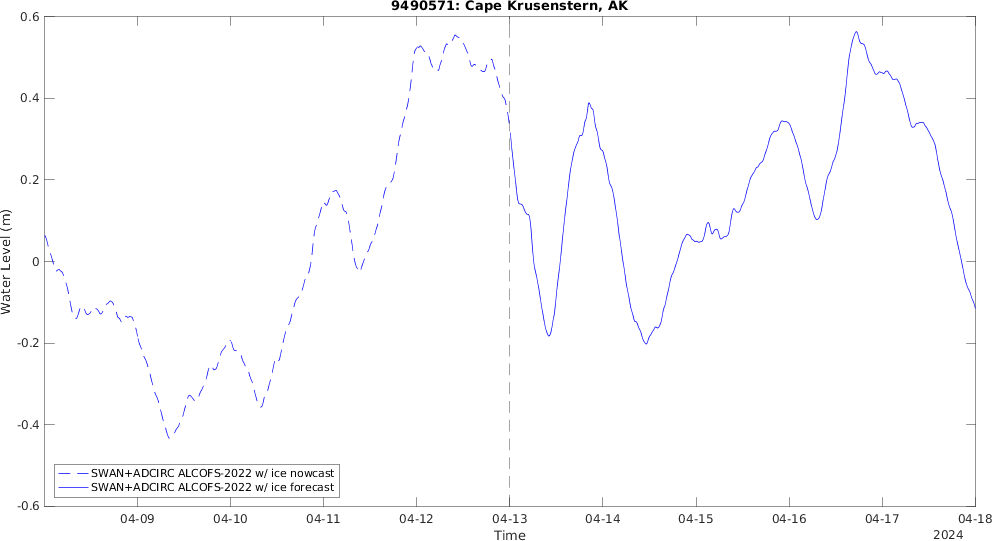 9490571: Cape Krusenstern, AK
0.6
0.4
0.2
0
-0.2
-0.4
-0.6
Water Level (m)
SWAN+ADCIRC ALCOFS-2022 w/ ice nowcast
SWAN+ADCIRC ALCOFS-2022 w/ ice forecast
04-09 04-10 04-11 04-12 04-13 04-14 04-15 04-16 04-17 04-18
Time
2024